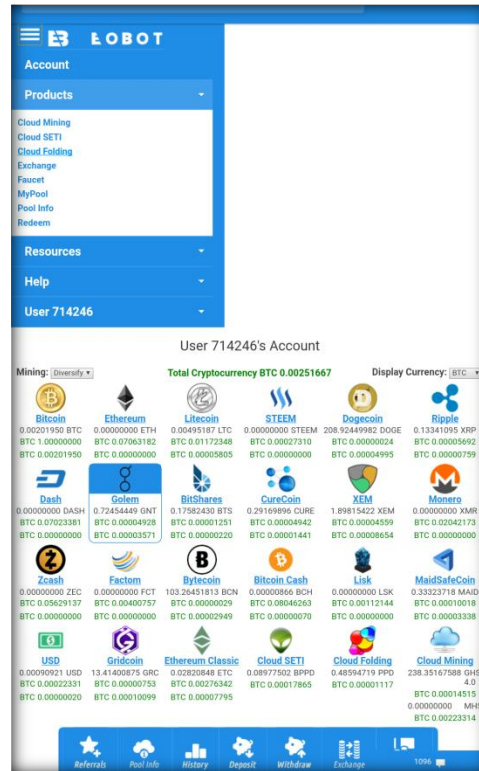 EOBOT
Account
Products
Cloud Mining
Cloud SETI
Cloud Folding
Exchange
Faucet
MyPool
Pool Info
Redeem
Resources
Help
User 714246
User 714246's Account
Mining: Diversify Total Cryptocurrency BTC 0.00251667 Display Currency: BTC
Bitcoin Ethereum Litecoin STEEM Dogecoin Ripple
0.00201950 BTC 0.00000000 ETH 0.00495187 LTC 0.00000000 STEEM 208.92449982 DOGE 0.13341095 XRP
BTC 1.00000000 BTC 0.07063182 BTC 0.01172348 BTC 0.00027310 BTC 0.00000024 BTC 0.00005692
BTC 0.00201950 BTC 0.00000000 BTC 0.00005805 BTC 0.00000000 BTC 0.00004995 BTC 0.00000759
Dash Golem BitShares CureCoin XEM Monero
0.00000000 DASH 0.72454449 GNT 0.17582430 BTS 0.29169896 CURE 1.89815422 XEM 0.00000000 XMR
BTC 0.07023381 BTC 0.00004928 BTC 0.00001251 BTC 0.00004942 BTC 0.00004559 BTC 0.02042173
BTC 0.00000000 BTC 0.00003571 BTC 0.00000220 BTC 0.00001441 BTC 0.00008654 BTC 0.00000000
Zcash Factom Bytecoin Bitcoin Cash Lisk MaidSafeCoin
0.00000000 ZEC 0.00000000 FCT 103.26451813 BCN 0.00000866 BCH 0.00000000 LSK 0.33323718 MAID
BTC 0.05629137 BTC 0.00400757 BTC 0.00000029 BTC 0.08046263 BTC 0.00112144 BTC 0.00010018
BTC 0.00000000 BTC 0.00000000 BTC 0.00002949 BTC 0.00000070 BTC 0.00000000 BTC 0.00003338
USD Gridcoin Ethereum Classic Cloud SETI Cloud Folding Cloud Mining
0.00090921 USD 13.41400875 GRC 0.02820848 ETC 0.08977502 BPPD 0.48594719 PPD 238.35167588 GHS
4.0
BTC 0.00022331 BTC 0.00000753 BTC 0.00276342 BTC 0.00017865 BTC 0.00001117 BTC 0.00014515
BTC 0.00000020 BTC 0.00010099 BTC 0.00007795 0.00000000 MHS
BTC 0.00223314
Referrals Pool Info History Deposit Withdraw Exchange 1096